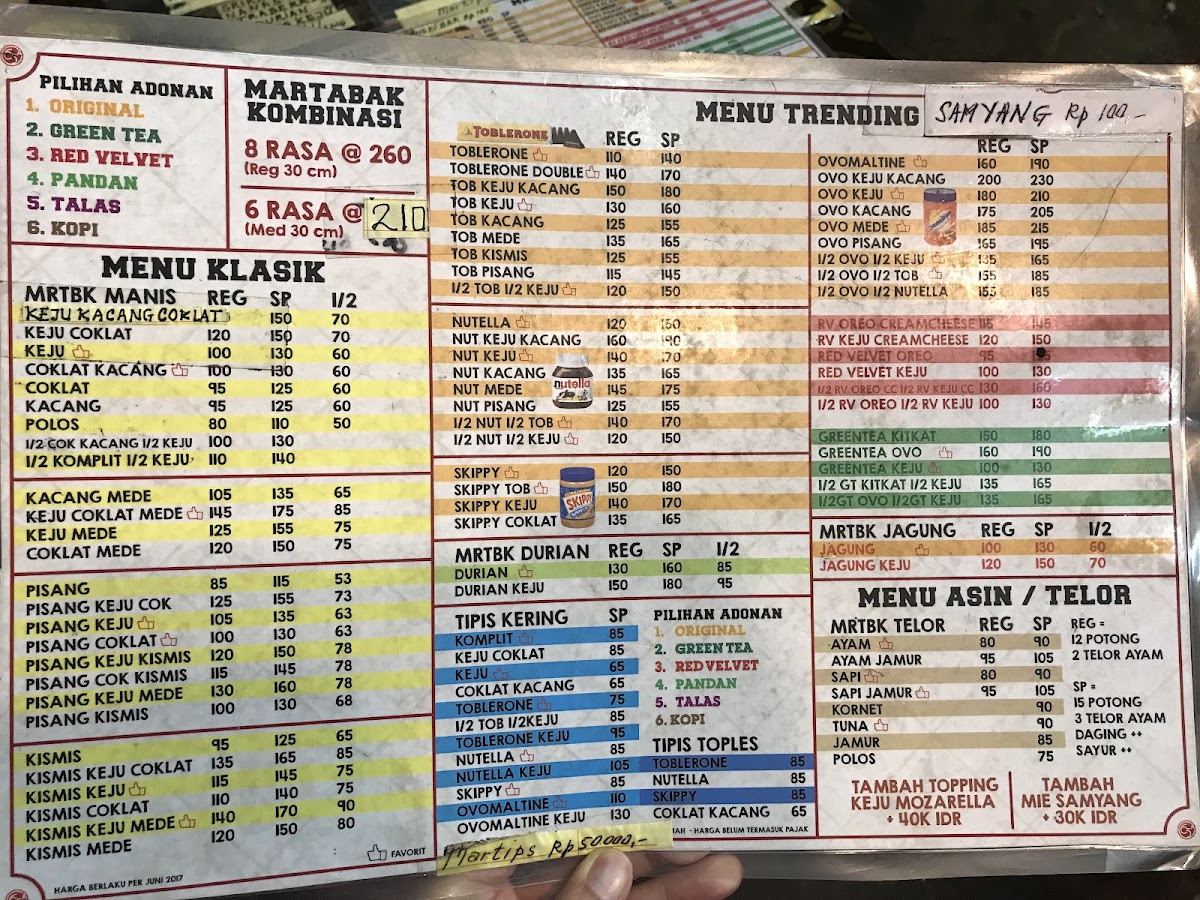 PILIHAN ADONAN
1. ORIGINAL
2. GREEN TEA
3. RED VELVET
4. PANDAN
5. TALAS
6. KOPI
MARTABAK
KOMBINASI
8 RASA @ 260
(Reg 30 cm)
6 RASA @ 210
(Med 30 cm)
MENU KLASIK
MRTBK MANIS REG SP 1/2
KEJU KACANG COKLAT 150 70
KEJU COKLAT 120 150 70
KEJU 100 130 60
COKLAT KACANG 100 130 60
COKLAT 95 125 60
KACANG 95 125 60
POLOS 80 110 50
1/2 COK KACANG 1/2 KEJU 100 130
1/2 KOMPLIT 1/2 KEJU 110 140
KACANG MEDE 105 135 65
KEJU COKLAT MEDE 145 175 85
KEJU MEDE 125 155 75
COKLAT MEDE 120 150 75
PISANG 85 115 53
PISANG KEJU COK 125 155 73
PISANG KEJU 105 135 63
PISANG COKLAT 100 130 63
PISANG KEJU KISMIS 120 150 78
PISANG COK KISMIS 115 145 78
PISANG KEJU MEDE 130 160 78
PISANG KISMIS 100 130 68
KISMIS 95 125 65
KISMIS KEJU COKLAT 135 165 85
KISMIS KEJU 115 145 75
KISMIS COKLAT 110 140 75
KISMIS KEJU MEDE 140 170 90
KISMIS MEDE 120 150 80
FAVORIT
HARGA BERLAKU PER JUNI 2017
MENU TRENDING
SAMYANG Rp 100-
TOBLERONE REG SP
TOBLERONE 110 140
TOBLERONE DOUBLE 140 170
TOB KEJU KACANG 150 180
TOB KEJU 130 160
TOB KACANG 125 155
TOB MEDE 135 165
TOB KISMIS 125 155
TOB PISANG 115 145
1/2 TOB 1/2 KEJU 120 150
NUTELLA 120 150
NUT KEJU KACANG 160 190
NUT KEJU 140 170
NUT KACANG 135 165
nutella
NUT MEDE 145 175
NUT PISANG 125 155
1/2 NUT 1/2 TOB 140 170
1/2 NUT 1/2 KEJU 120 150
SKIPPY 120 150
SKIPPY TOB 150 180
SKIPPY KEJU 140 170
SKIPPY
SKIPPY COKLAT 135 165
MRTBK DURIAN REG SP 1/2
DURIAN 130 160 85
DURIAN KEJU 150 180 95
TIPIS KERING SP
KOMPLIT 85
KEJU COKLAT 85
KEJU 65
COKLAT KACANG 65
TOBLERONE 75
1/2 TOB 1/2KEJU 85
TOBLERONE KEJU 95
NUTELLA 85
NUTELLA KEJU 105
SKIPPY 85
OVOMALTINE 110
OVOMALTINE KEJU 130
PILIHAN ADONAN
1. ORIGINAL
2. GREEN TEA
3. RED VELVET
4. PANDAN
5. TALAS
6. KOPI
TIPIS TOPLES
TOBLERONE 85
NUTELLA 85
SKIPPY 85
COKLAT KACANG 65
- HARGA BELUM TERMASUK PAJAK
Martips Rp 50000,-
REG SP
OVOMALTINE 160 190
OVO KEJU KACANG 200 230
OVO KEJU 180 210
OVO KACANG 175 205
OVO MEDE 185 215
OVO PISANG 165 195
1/2 OVO 1/2 KEJU 135 165
1/2 OVO 1/2 TOB 155 185
1/2 OVO 1/2 NUTELLA 155 185
RV OREO CREAMCHEESE 115 145
RV KEJU CREAMCHEESE 120 150
RED VELVET OREO 95
RED VELVET KEJU 100 130
1/2 RV OREO CC 1/2 RV KEJU CC 130 160
1/2 RV OREO 1/2 RV KEJU 100 130
GREENTEA KITKAT 150 180
GREENTEA OVO 160 190
GREENTEA KEJU 100 130
1/2 GT KITKAT 1/2 KEJU 135 165
1/2GT OVO 1/2GT KEJU 135 165
MRTBK JAGUNG REG SP 1/2
JAGUNG 100 130 60
JAGUNG KEJU 120 150 70
MENU ASIN / TELOR
MRTBK TELOR REG SP
AYAM 80 90
AYAM JAMUR 95 105
SAPI 80 90
SAPI JAMUR 95 105
KORNET 90
TUNA 90
JAMUR 85
POLOS 75
REG =
12 POTONG
2 TELOR AYAM
SP =
15 POTONG
3 TELOR AYAM
DAGING ++
SAYUR ++
TAMBAH TOPPING
KEJU MOZARELLA
+ 40K IDR
TAMBAH
MIE SAMYANG
+ 30K IDR